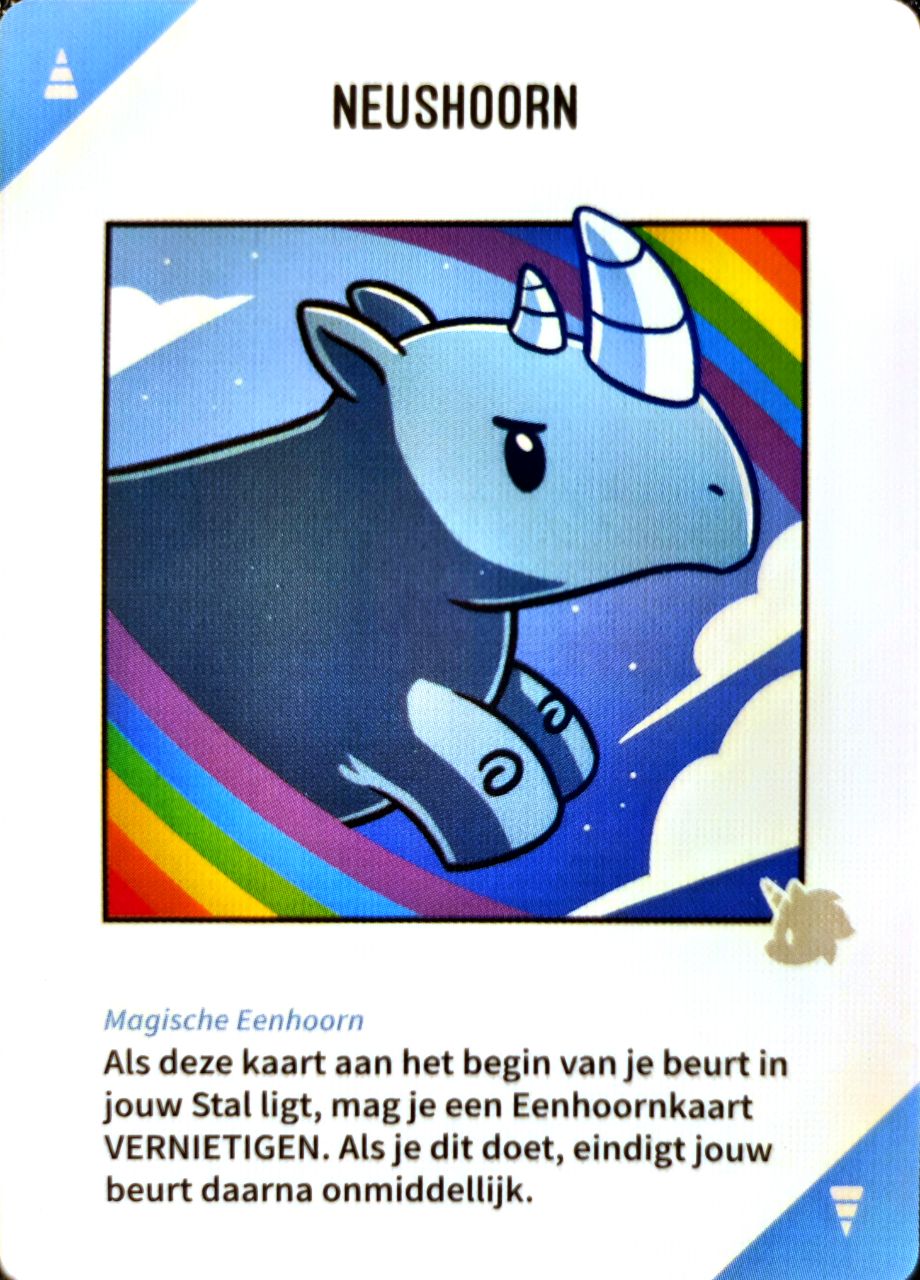 NEUSHOORN
Magische Eenhoorn
Als deze kaart aan het begin van je beurt in
jouw Stal ligt, mag je een Eenhoornkaart
VERNIETIGEN. Als je dit doet, eindigt jouw
beurt daarna onmiddellijk.